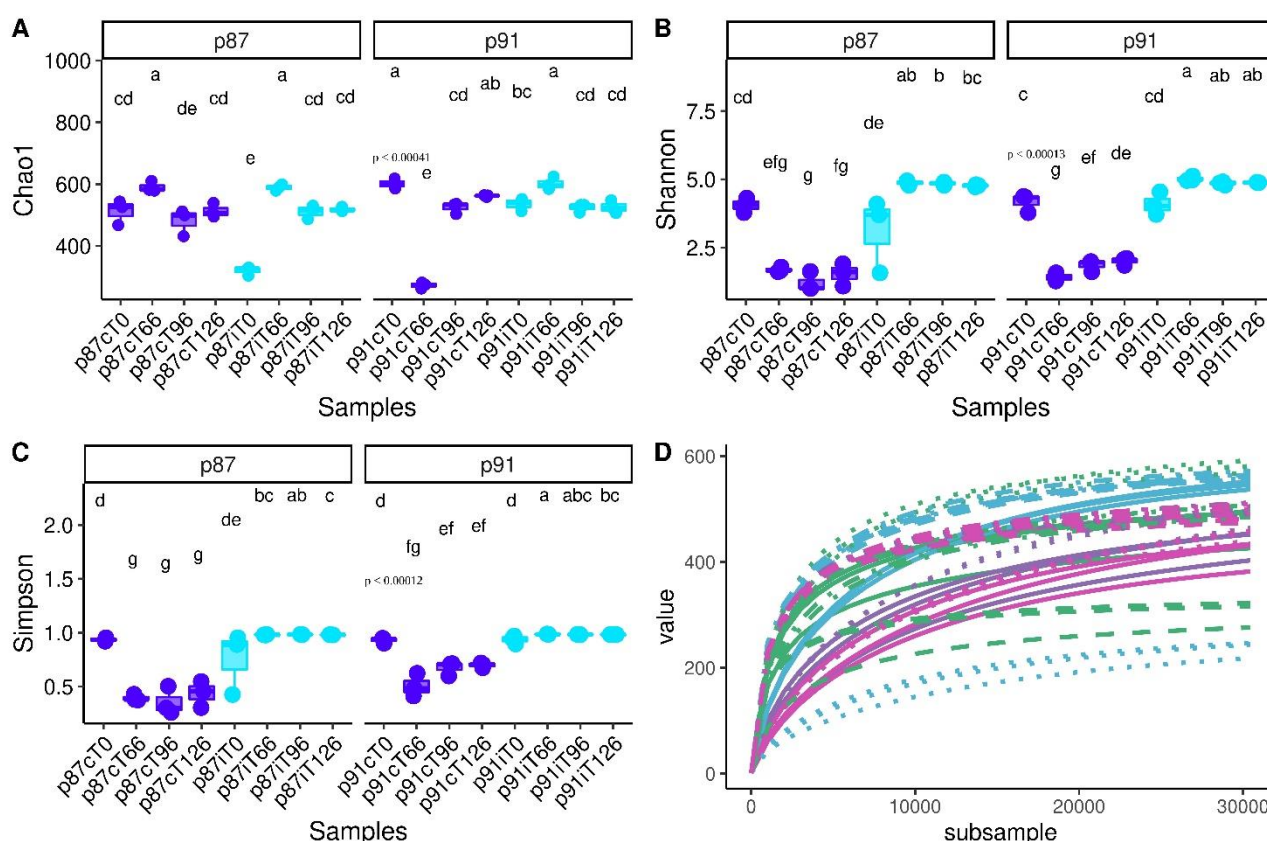 A
p87
p91
Chao1
1000
800
600
400
cd
a
de
cd
e
a
cd
cd
a
e
cd
ab
bc
a
cd
cd
p < 0.00041
p87cT0
p87cT66
p87cT96
p87cT126
p87iT0
p87iT66
p87iT96
p87iT126
p91cT0
p91cT66
p91cT96
p91cT126
p91iT0
p91iT66
p91iT96
p91iT126
Samples
B
p87
p91
Shannon
7.5
5.0
2.5
cd
efg
g
fg
de
ab
b
bc
c
g
ef
de
cd
a
ab
ab
p < 0.00013
p87cT0
p87cT66
p87cT96
p87cT126
p87iT0
p87iT66
p87iT96
p87iT126
p91cT0
p91cT66
p91cT96
p91cT126
p91iT0
p91iT66
p91iT96
p91iT126
Samples
C
p87
p91
Simpson
2.0
1.5
1.0
0.5
d
g
g
g
de
bc
ab
c
d
fg
ef
ef
d
a
abc
bc
p < 0.00012
p87cT0
p87cT66
p87cT96
p87cT126
p87iT0
p87iT66
p87iT96
p87iT126
p91cT0
p91cT66
p91cT96
p91cT126
p91iT0
p91iT66
p91iT96
p91iT126
Samples
D
value
600
400
200
0
0
10000
20000
30000
subsample